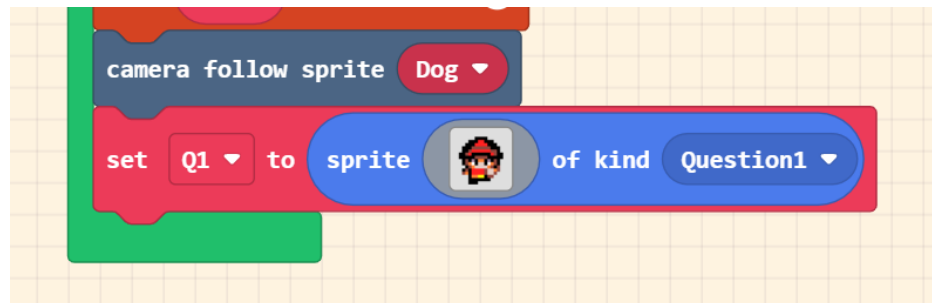 camera follow sprite Dog
set Q1 to sprite of kind Question1